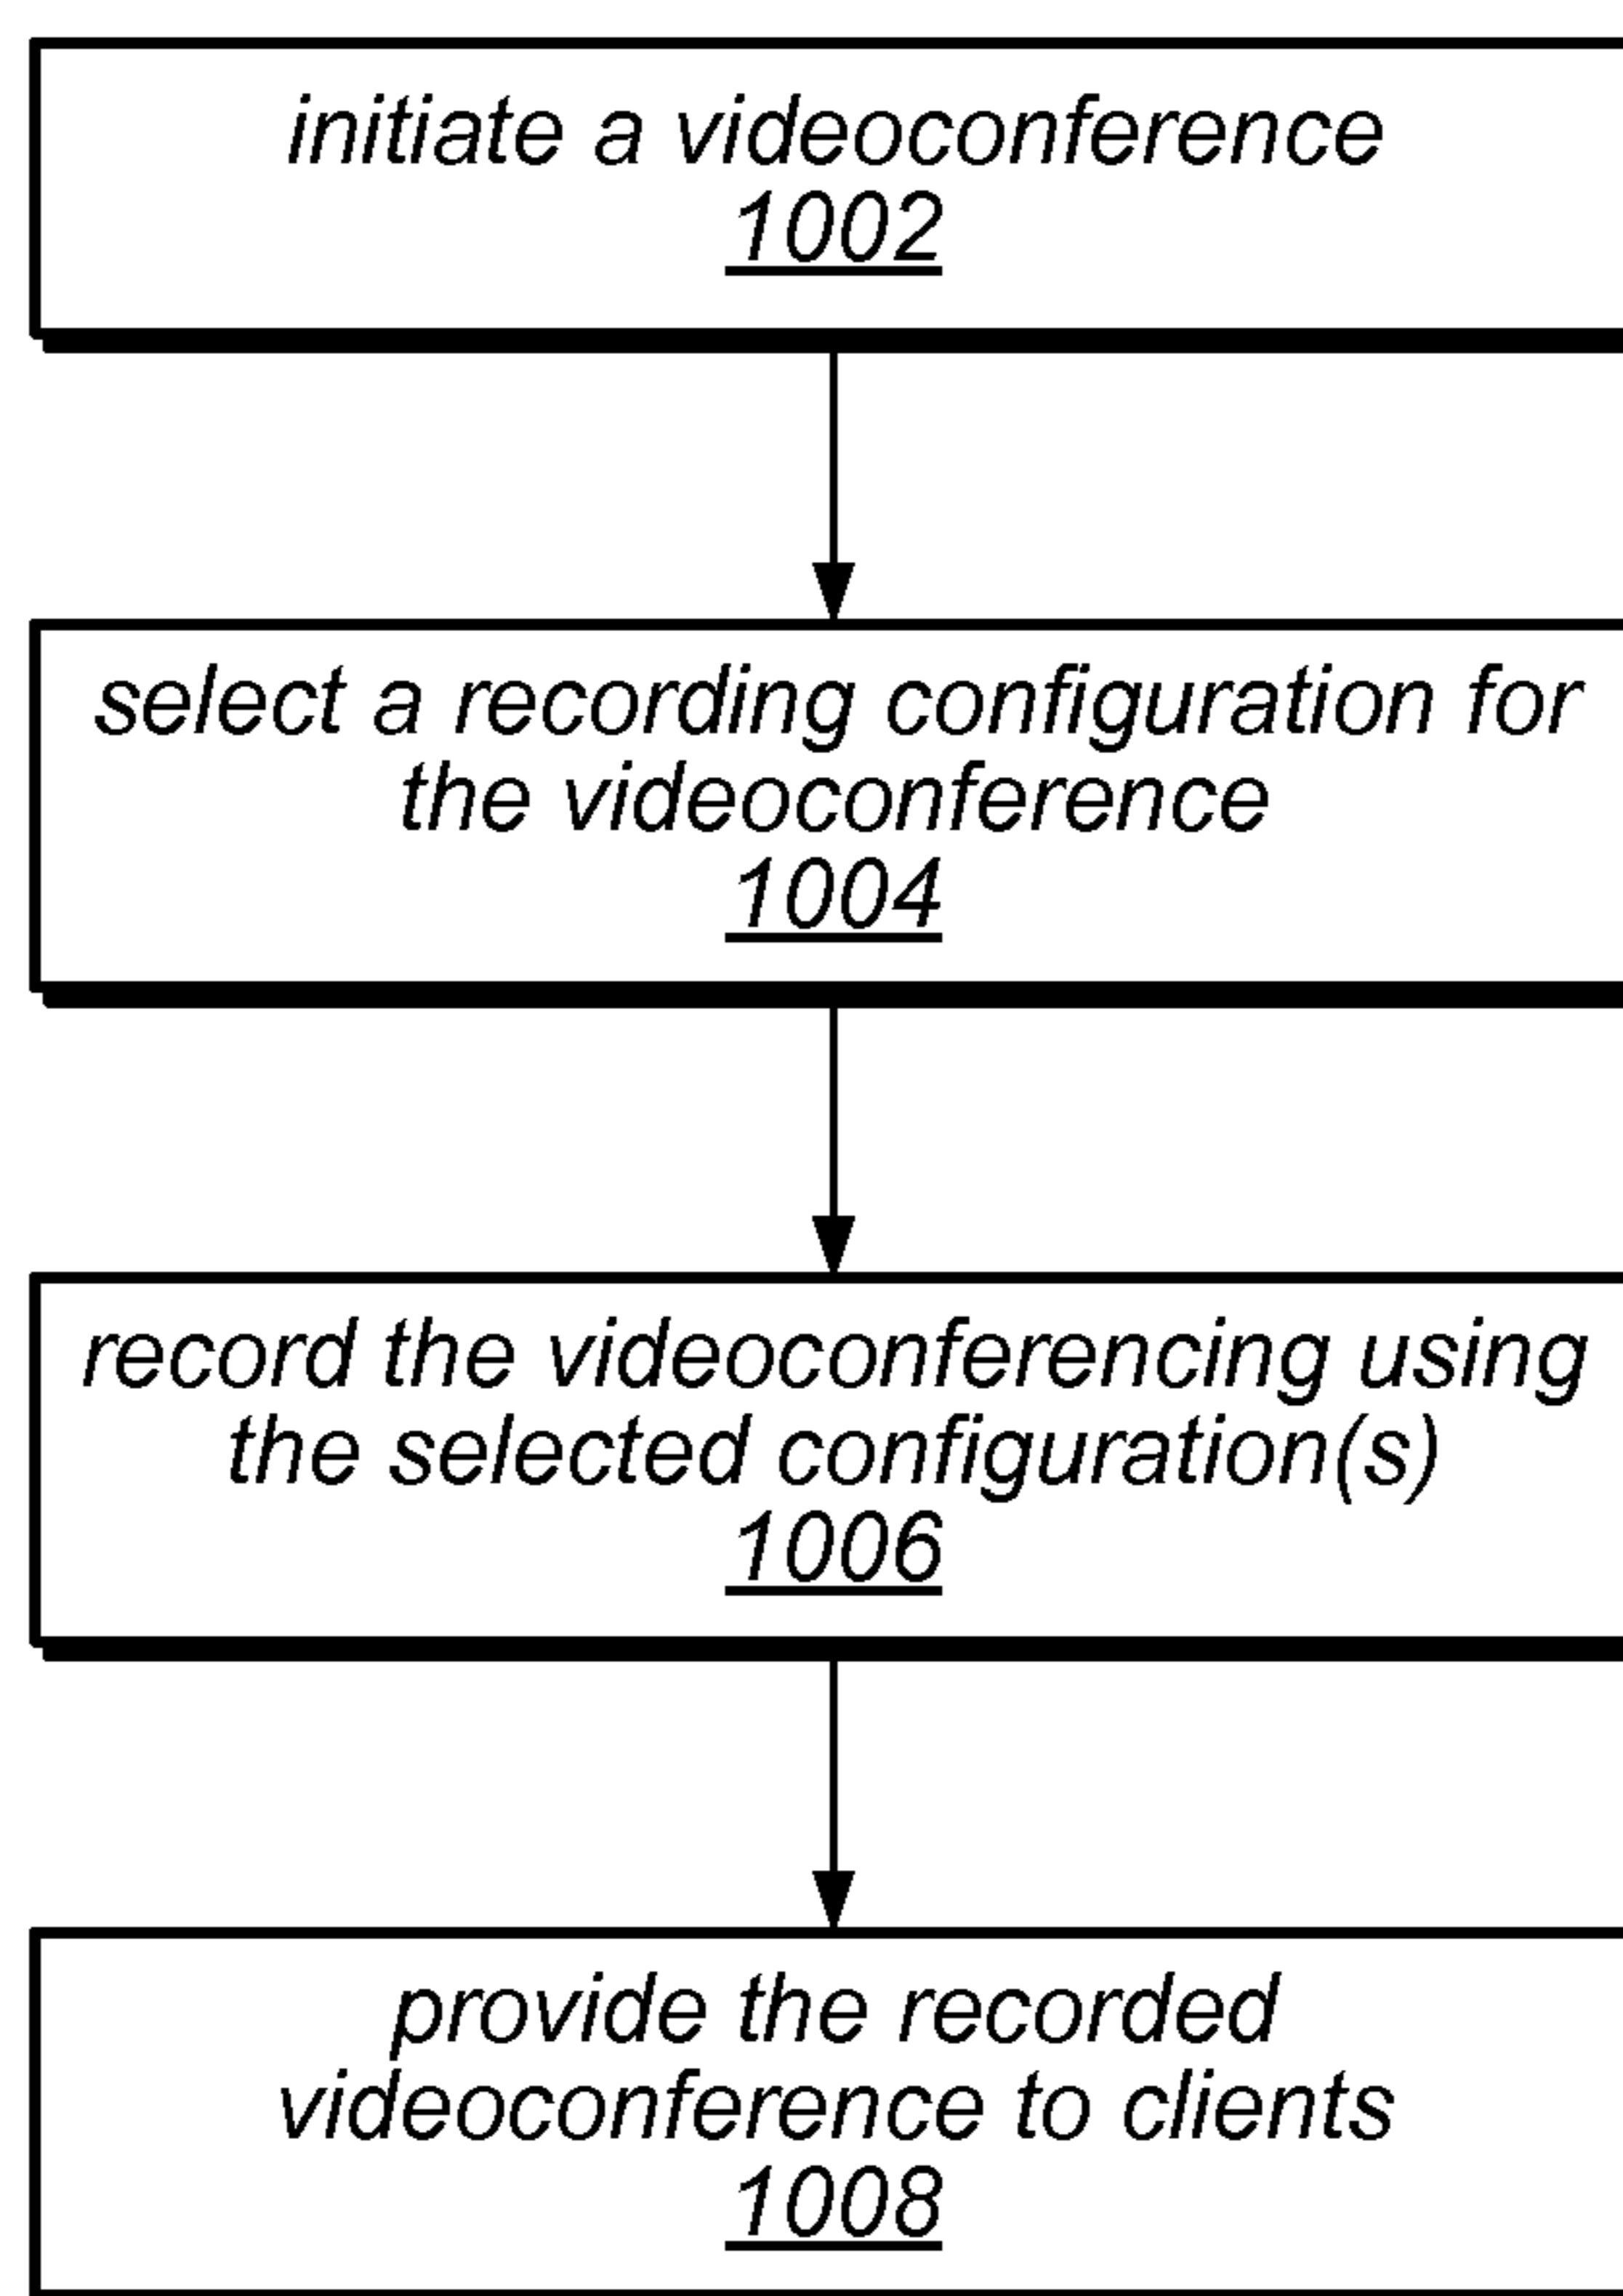 initiate a videoconference
1002
select a recording configuration for
the videoconference
1004
record the videoconferencing using
the selected configuration(s)
1006
provide the recorded
videoconference to clients
1008